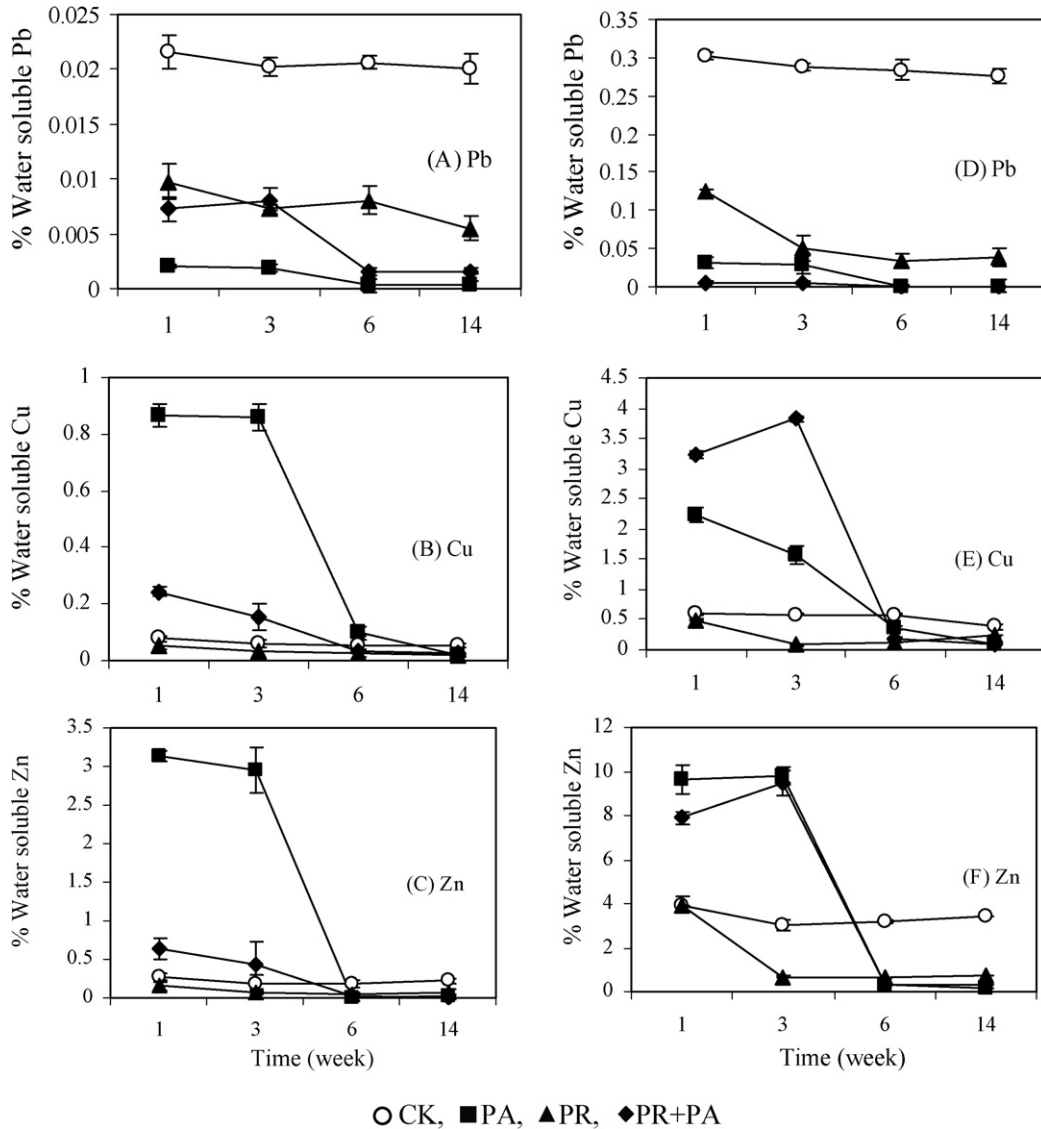 % Water soluble Pb
0.025
0.02
0.015
0.01
0.005
0
(A) Pb
1 3 6 14
% Water soluble Pb
0.35
0.3
0.25
0.2
0.15
0.1
0.05
0
(D) Pb
1 3 6 14
% Water soluble Cu
1
0.8
0.6
0.4
0.2
0
(B) Cu
1 3 6 14
% Water soluble Cu
4.5
4
3.5
3
2.5
2
1.5
1
0.5
0
(E) Cu
1 3 6 14
% Water soluble Zn
3.5
3
2.5
2
1.5
1
0.5
0
(C) Zn
1 3 6 14
Time (week)
% Water soluble Zn
12
10
8
6
4
2
0
(F) Zn
1 3 6 14
Time (week)
CK, PA, PR, PR+PA